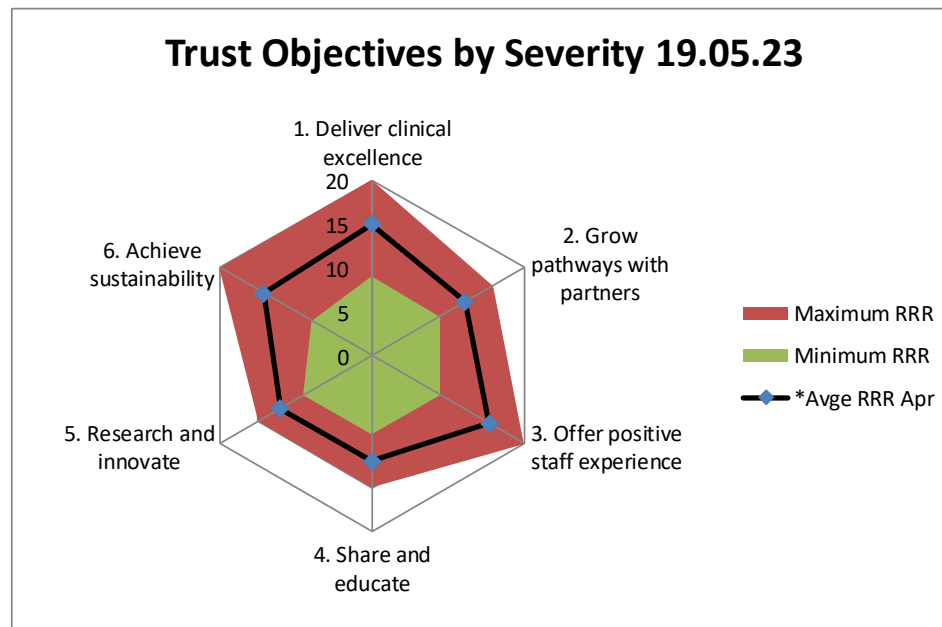 Trust Objectives by Severity 19.05.23
1. Deliver clinical
excellence
20
15
10
5
0
2. Grow
pathways with
partners
3. Offer positive
staff experience
4. Share and
educate
5. Research and
innovate
6. Achieve
sustainability
Maximum RRR
Minimum RRR
*Avge RRR Apr